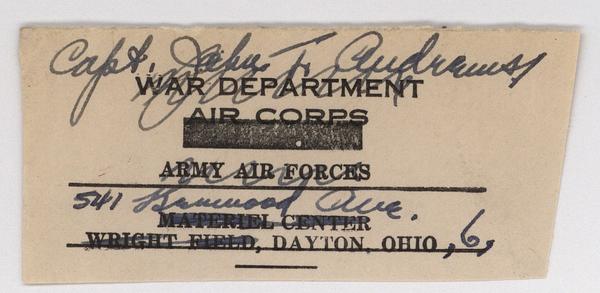 Capt. John T. Andrews
WAR DEPARTMENT
AIR CORPS
ARMY AIR FORCES
541 Ave.
MATERIEL CENTER
WRIGHT FIELD, DAYTON, OHIO, 6,